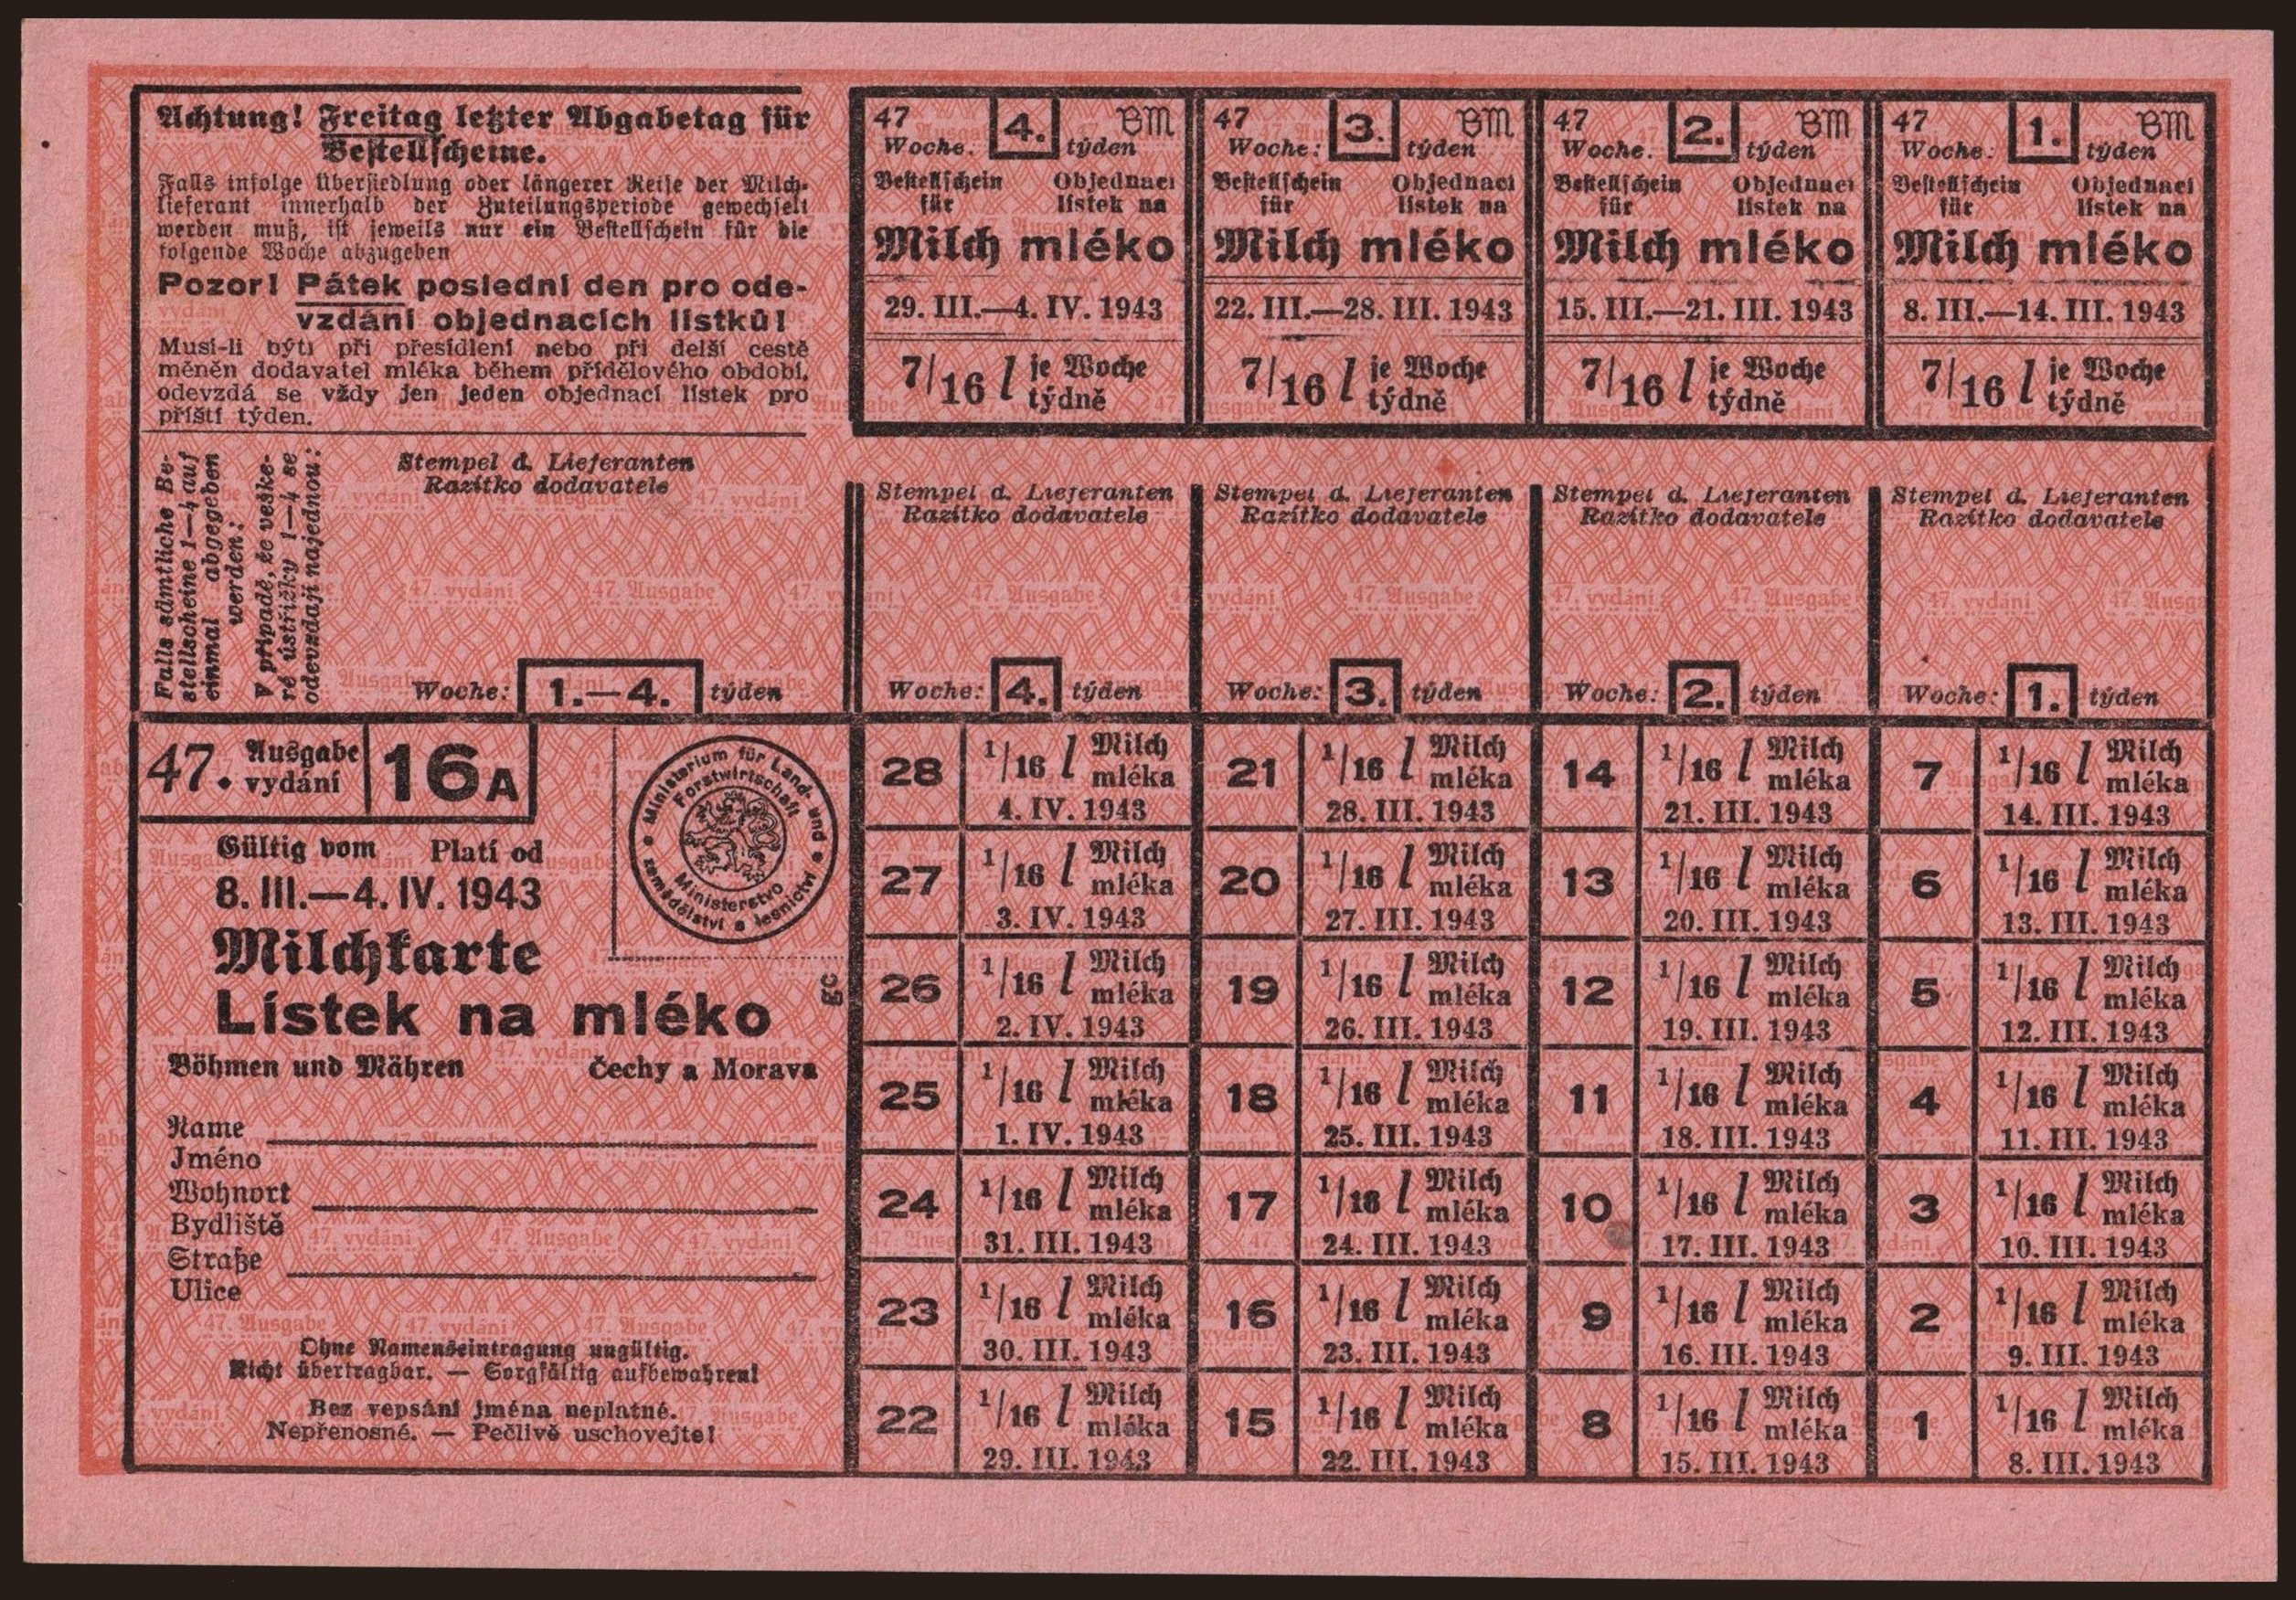 Achtung! Freitag letzter Abgabetag für
Bestellscheine.
Falls infolge Übersiedlung oder längerer Reise der Milch-
lieferant innerhalb der Zuteilungsperiode gewechselt
werden muß, ist jeweils nur ein Bestellschein für die
folgende Woche abzugeben
Pozor! Pátek poslední den pro ode-
vzdání objednacích lístků!
Musí-li býti při přesídlení nebo při delší cestě
měněn dodavatel mléka během přídělového období,
odevzdá se vždy jen jeden objednací lístek pro
příští týden.
47 Woche: 4. týden BM
Bestellschein Objednací
für lístek na
Milch mléko
29. III.—4. IV. 1943
7/16 l je Woche
týdně
47 Woche: 3. týden BM
Bestellschein Objednací
für lístek na
Milch mléko
22. III.—28. III. 1943
7/16 l je Woche
týdně
47 Woche: 2. týden BM
Bestellschein Objednací
für lístek na
Milch mléko
15. III.—21. III. 1943
7/16 l je Woche
týdně
47 Woche: 1. týden BM
Bestellschein Objednací
für lístek na
Milch mléko
8. III.—14. III. 1943
7/16 l je Woche
týdně
Falls sämtliche Be-
stellscheine 1—4 auf
einmal abgegeben
werden:
V případě, že veške-
ré ústřižky 1—4 se
odevzdají najednou:
Stempel d. Lieferanten
Razítko dodavatele
Woche: 1.—4. týden
Stempel d. Lieferanten
Razítko dodavatele
Woche: 4. týden
Stempel d. Lieferanten
Razítko dodavatele
Woche: 3. týden
Stempel d. Lieferanten
Razítko dodavatele
Woche: 2. týden
Stempel d. Lieferanten
Razítko dodavatele
Woche: 1. týden
47. Ausgabe
vydání
16A
Ministerium für Land- und
Forstwirtschaft
Ministerstvo
zemědělství a lesnictví
Gültig vom Platí od
8. III.—4. IV. 1943
Milchkarte
Lístek na mléko
gc
Böhmen und Mähren Čechy a Morava
Name
Jméno
Wohnort
Bydliště
Straße
Ulice
Ohne Namenseintragung ungültig.
Nicht übertragbar. — Sorgfältig aufbewahren!
Bez vepsání jména neplatné.
Nepřenosné. — Pečlivě uschovejte!
28 1/16 l Milch
mléka
4. IV. 1943
21 1/16 l Milch
mléka
28. III. 1943
14 1/16 l Milch
mléka
21. III. 1943
7 1/16 l Milch
mléka
14. III. 1943
27 1/16 l Milch
mléka
3. IV. 1943
20 1/16 l Milch
mléka
27. III. 1943
13 1/16 l Milch
mléka
20. III. 1943
6 1/16 l Milch
mléka
13. III. 1943
26 1/16 l Milch
mléka
2. IV. 1943
19 1/16 l Milch
mléka
26. III. 1943
12 1/16 l Milch
mléka
19. III. 1943
5 1/16 l Milch
mléka
12. III. 1943
25 1/16 l Milch
mléka
1. IV. 1943
18 1/16 l Milch
mléka
25. III. 1943
11 1/16 l Milch
mléka
18. III. 1943
4 1/16 l Milch
mléka
11. III. 1943
24 1/16 l Milch
mléka
31. III. 1943
17 1/16 l Milch
mléka
24. III. 1943
10 1/16 l Milch
mléka
17. III. 1943
3 1/16 l Milch
mléka
10. III. 1943
23 1/16 l Milch
mléka
30. III. 1943
16 1/16 l Milch
mléka
23. III. 1943
9 1/16 l Milch
mléka
16. III. 1943
2 1/16 l Milch
mléka
9. III. 1943
22 1/16 l Milch
mléka
29. III. 1943
15 1/16 l Milch
mléka
22. III. 1943
8 1/16 l Milch
mléka
15. III. 1943
1 1/16 l Milch
mléka
8. III. 1943